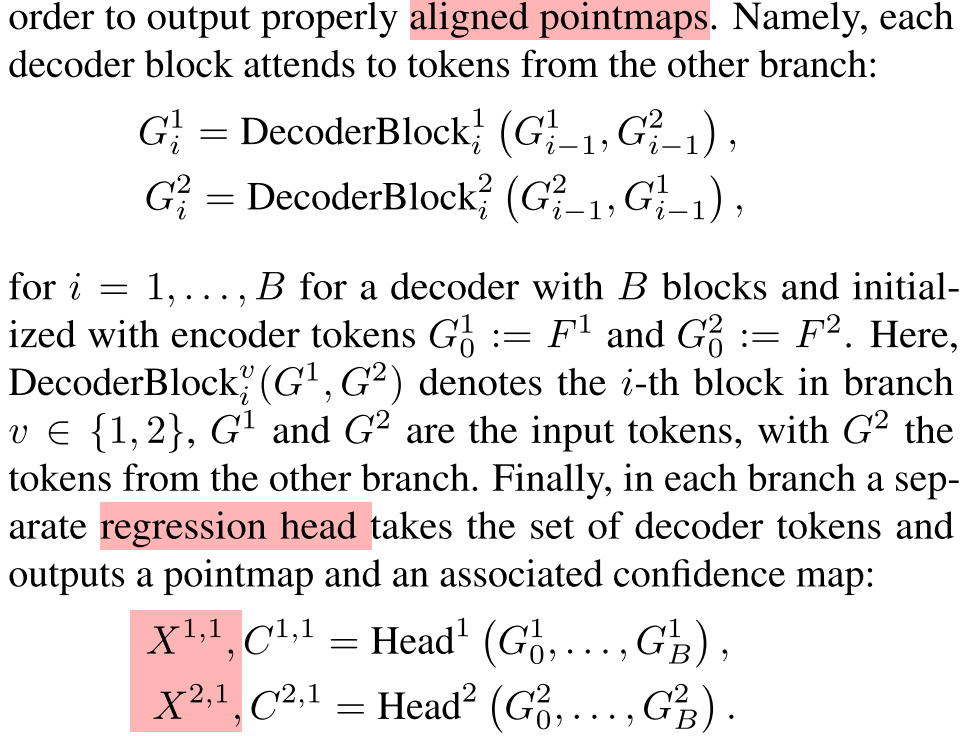 order to output properly aligned pointmaps. Namely, each
decoder block attends to tokens from the other branch:
$G_i^1 = \text{DecoderBlock}_i^1 \left( G_{i-1}^1, G_{i-1}^2 \right),$
$G_i^2 = \text{DecoderBlock}_i^2 \left( G_{i-1}^2, G_{i-1}^1 \right),$
for $i = 1, \ldots, B$ for a decoder with $B$ blocks and initial-
ized with encoder tokens $G_0^1 := F^1$ and $G_0^2 := F^2$. Here,
$\text{DecoderBlock}_i^v(G^1, G^2)$ denotes the $i$-th block in branch
$v \in \{1, 2\}$, $G^1$ and $G^2$ are the input tokens, with $G^2$ the
tokens from the other branch. Finally, in each branch a sep-
arate regression head takes the set of decoder tokens and
outputs a pointmap and an associated confidence map:
$X^{1,1}, C^{1,1} = \text{Head}^1 \left( G_0^1, \ldots, G_B^1 \right),$
$X^{2,1}, C^{2,1} = \text{Head}^2 \left( G_0^2, \ldots, G_B^2 \right).$